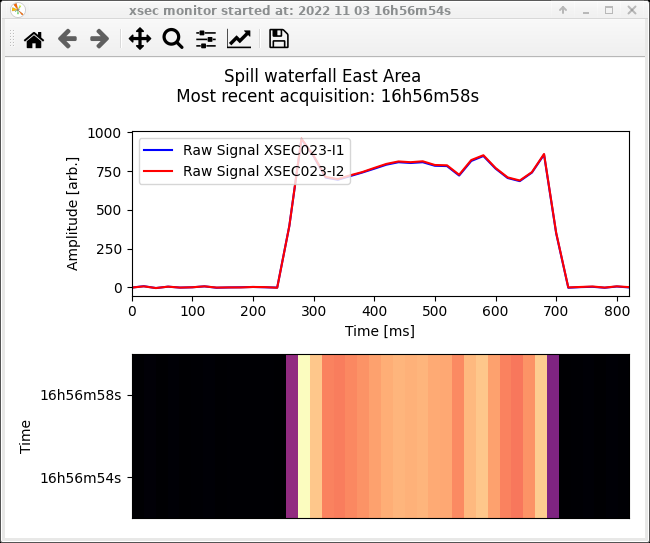 xsec monitor started at: 2022 11 03 16h56m54s
Spill waterfall East Area
Most recent acquisition: 16h56m58s
1000
750
500
250
0
Amplitude [arb.]
Raw Signal XSEC023-I1
Raw Signal XSEC023-I2
0 100 200 300 400 500 600 700 800
Time [ms]
16h56m58s
16h56m54s
Time